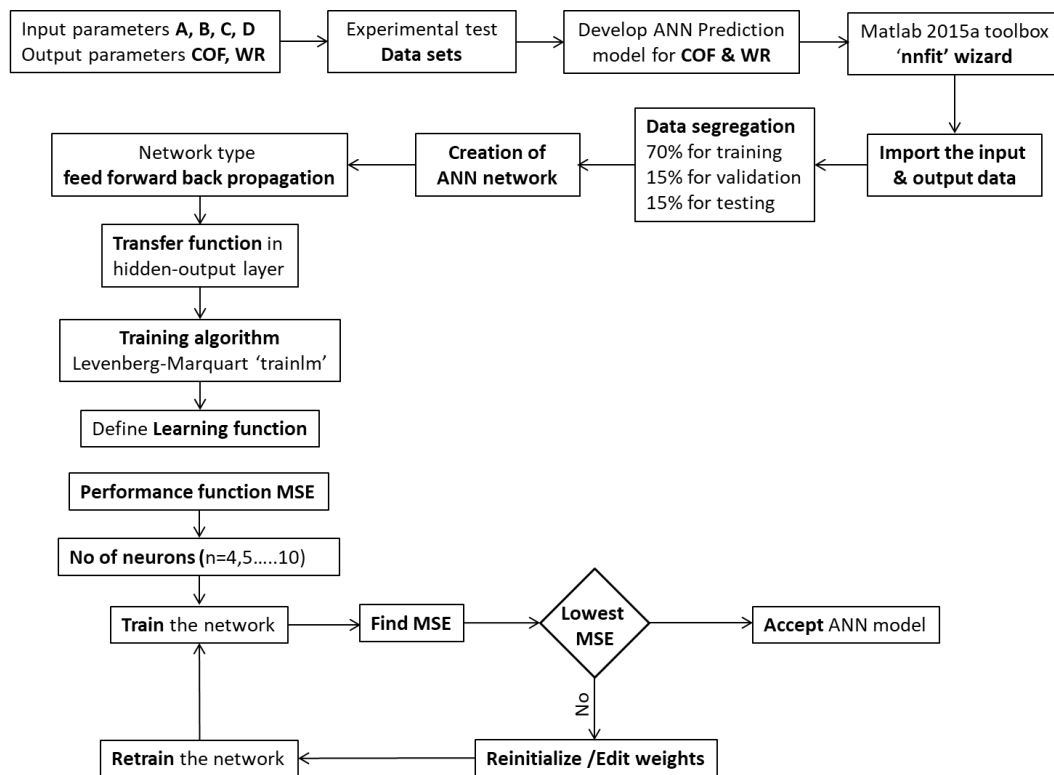 Input parameters A, B, C, D
Output parameters COF, WR
Experimental test
Data sets
Develop ANN Prediction
model for COF & WR
Matlab 2015a toolbox
‘nnfit’ wizard
Import the input
& output data
Data segregation
70% for training
15% for validation
15% for testing
Creation of
ANN network
Network type
feed forward back propagation
Transfer function in
hidden-output layer
Training algorithm
Levenberg-Marquart ‘trainlm’
Define Learning function
Performance function MSE
No of neurons (n=4,5.....10)
Train the network
Find MSE
Lowest
MSE
Accept ANN model
No
Reinitialize /Edit weights
Retrain the network